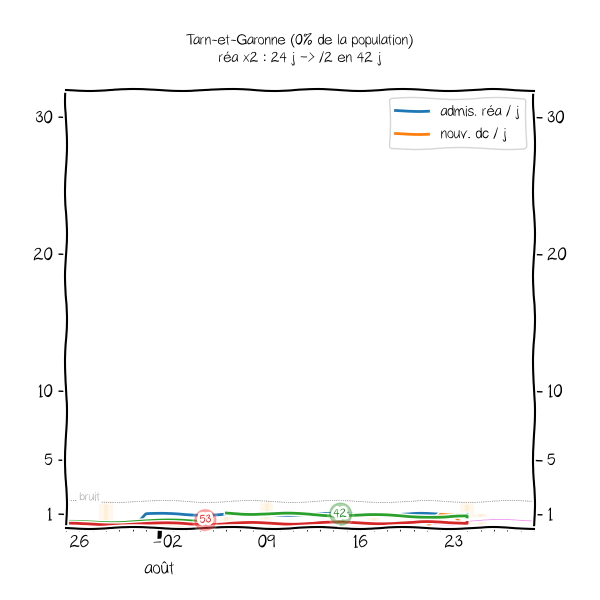 Tarn-et-Garonne (0% de la population)
réa x2 : 24 j -> /2 en 42 j
admis. réa / j
nouv. dc / j
30
30
20
20
10
10
5
5
... bruit
1
53
42
1
26
-02
09
16
23
août